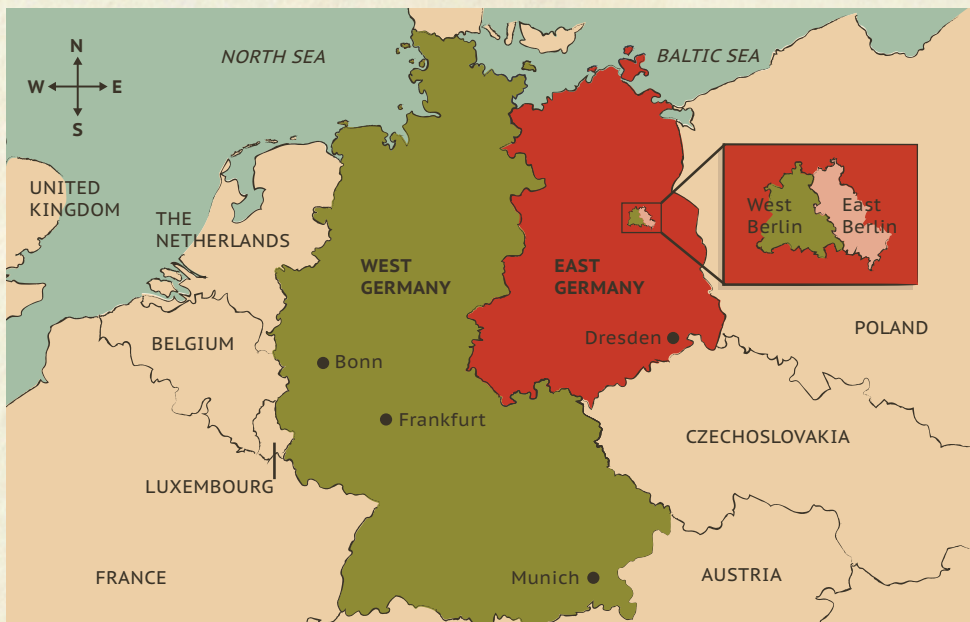 NORTH SEA
BALTIC SEA
N
W
E
S
UNITED
KINGDOM
THE
NETHERLANDS
West
Berlin
East
Berlin
WEST
GERMANY
EAST
GERMANY
POLAND
BELGIUM
Dresden
Bonn
Frankfurt
CZECHOSLOVAKIA
LUXEMBOURG
FRANCE
Munich
AUSTRIA